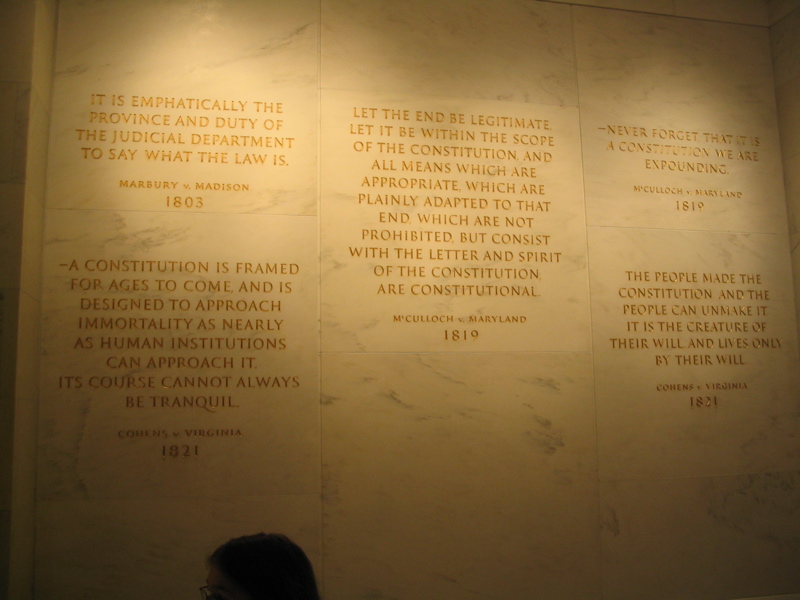 IT IS EMPHATICALLY THE
PROVINCE AND DUTY OF
THE JUDICIAL DEPARTMENT
TO SAY WHAT THE LAW IS.
MARBURY v. MADISON
1803
—A CONSTITUTION IS FRAMED
FOR AGES TO COME, AND IS
DESIGNED TO APPROACH
IMMORTALITY AS NEARLY
AS HUMAN INSTITUTIONS
CAN APPROACH IT.
ITS COURSE CANNOT ALWAYS
BE TRANQUIL.
COHENS v. VIRGINIA
1821
LET THE END BE LEGITIMATE,
LET IT BE WITHIN THE SCOPE
OF THE CONSTITUTION, AND
ALL MEANS WHICH ARE
APPROPRIATE, WHICH ARE
PLAINLY ADAPTED TO THAT
END, WHICH ARE NOT
PROHIBITED, BUT CONSIST
WITH THE LETTER AND SPIRIT
OF THE CONSTITUTION,
ARE CONSTITUTIONAL.
McCULLOCH v. MARYLAND
1819
—NEVER FORGET THAT IT IS
A CONSTITUTION WE ARE
EXPOUNDING.
McCULLOCH v. MARYLAND
1819
THE PEOPLE MADE THE
CONSTITUTION, AND THE
PEOPLE CAN UNMAKE IT.
IT IS THE CREATURE OF
THEIR WILL, AND LIVES ONLY
BY THEIR WILL.
COHENS v. VIRGINIA
1821